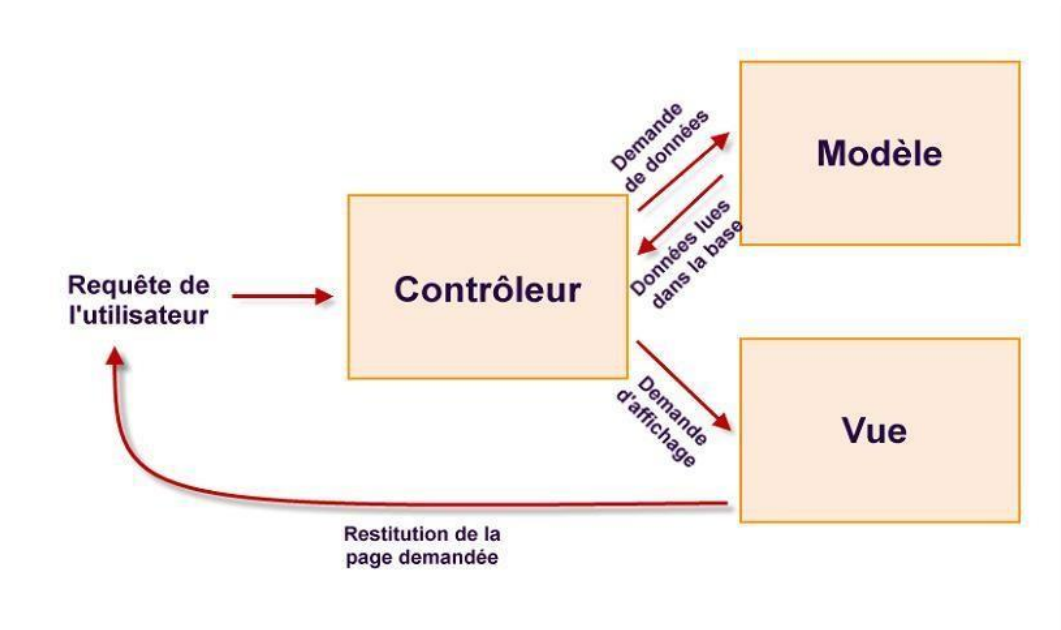 Requête de
l'utilisateur
Contrôleur
Demande
de données
Données lues
dans la base
Modèle
Demande
d'affichage
Vue
Restitution de la
page demandée